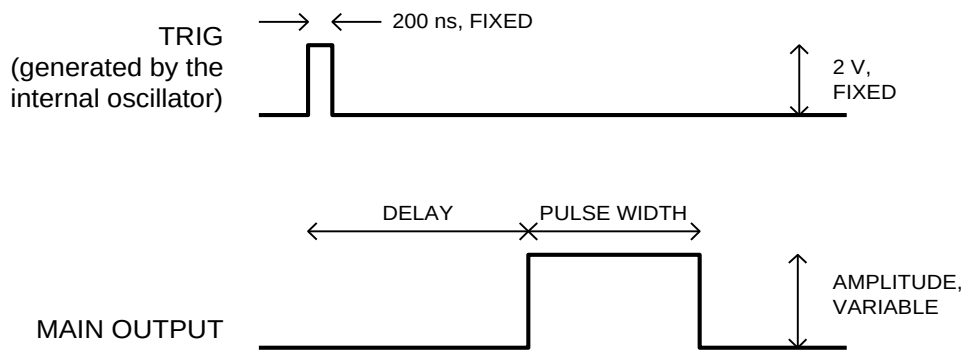 TRIG
(generated by the
internal oscillator)
200 ns, FIXED
2 V,
FIXED
DELAY
PULSE WIDTH
AMPLITUDE,
VARIABLE
MAIN OUTPUT